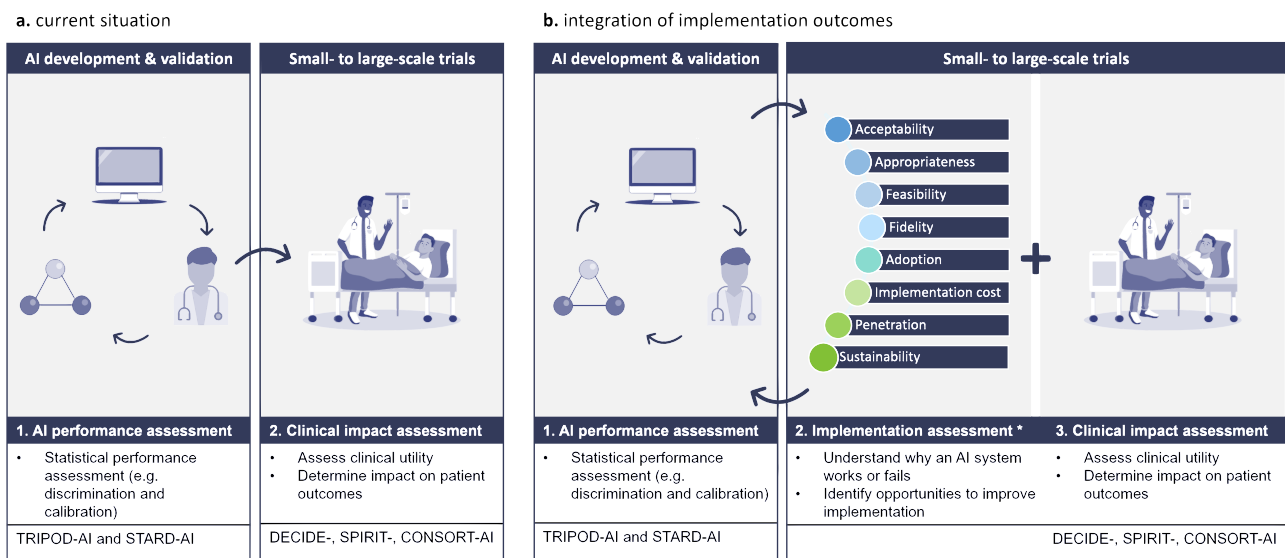 a. current situation
AI development & validation
Small- to large-scale trials
1. AI performance assessment
• Statistical performance
assessment (e.g.
discrimination and
calibration)
TRIPOD-AI and STARD-AI
2. Clinical impact assessment
• Assess clinical utility
• Determine impact on patient
outcomes
DECIDE-, SPIRIT-, CONSORT-AI
b. integration of implementation outcomes
AI development & validation
Small- to large-scale trials
Acceptability
Appropriateness
Feasibility
Fidelity
Adoption
Implementation cost
Penetration
Sustainability
1. AI performance assessment
• Statistical performance
assessment (e.g.
discrimination and calibration)
TRIPOD-AI and STARD-AI
2. Implementation assessment *
• Understand why an AI system
works or fails
• Identify opportunities to improve
implementation
3. Clinical impact assessment
• Assess clinical utility
• Determine impact on patient
outcomes
DECIDE-, SPIRIT-, CONSORT-AI